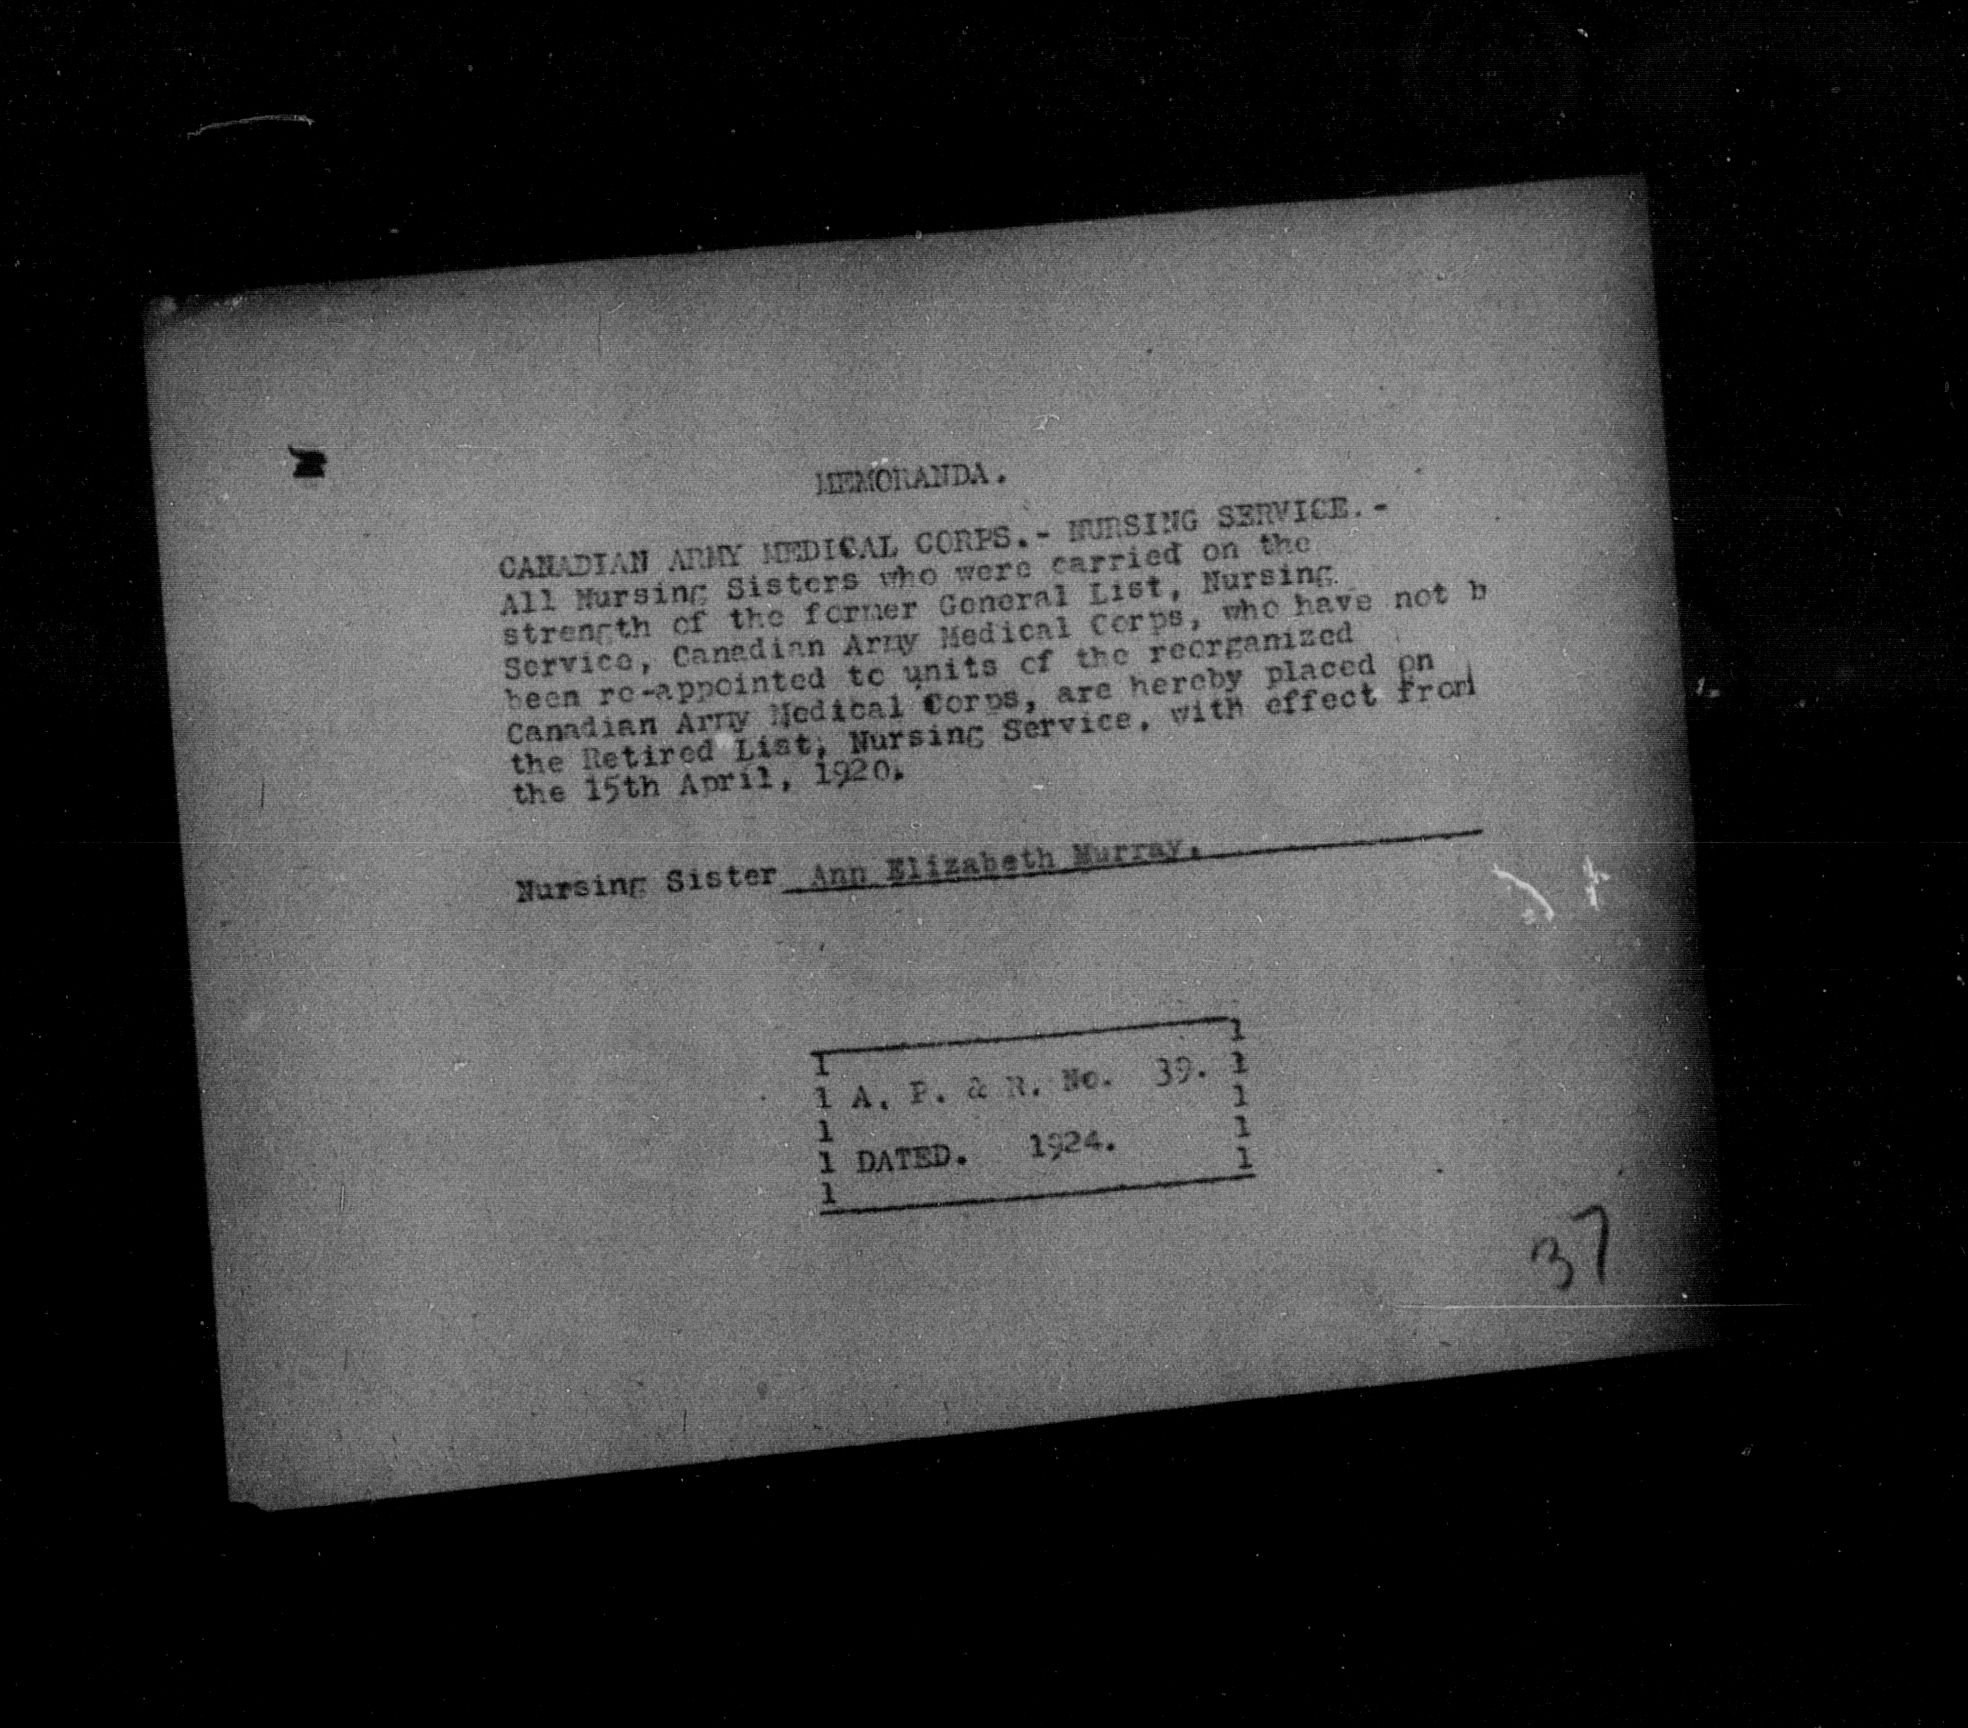 MEMORANDA.
CANADIAN ARMY MEDICAL CORPS.- NURSING SERVICE.-
All Nursing Sisters who were carried on the
strength of the former General List, Nursing
Service, Canadian Army Medical Corps, who have not b
been re-appointed to units of the reorganized
Canadian Army Medical Corps, are hereby placed on
the Retired List, Nursing Service, with effect from
the 15th April, 1920.
Nursing Sister Ann Elizabeth Murray.
A. P. & R. No. 39.
DATED. 1924.
37